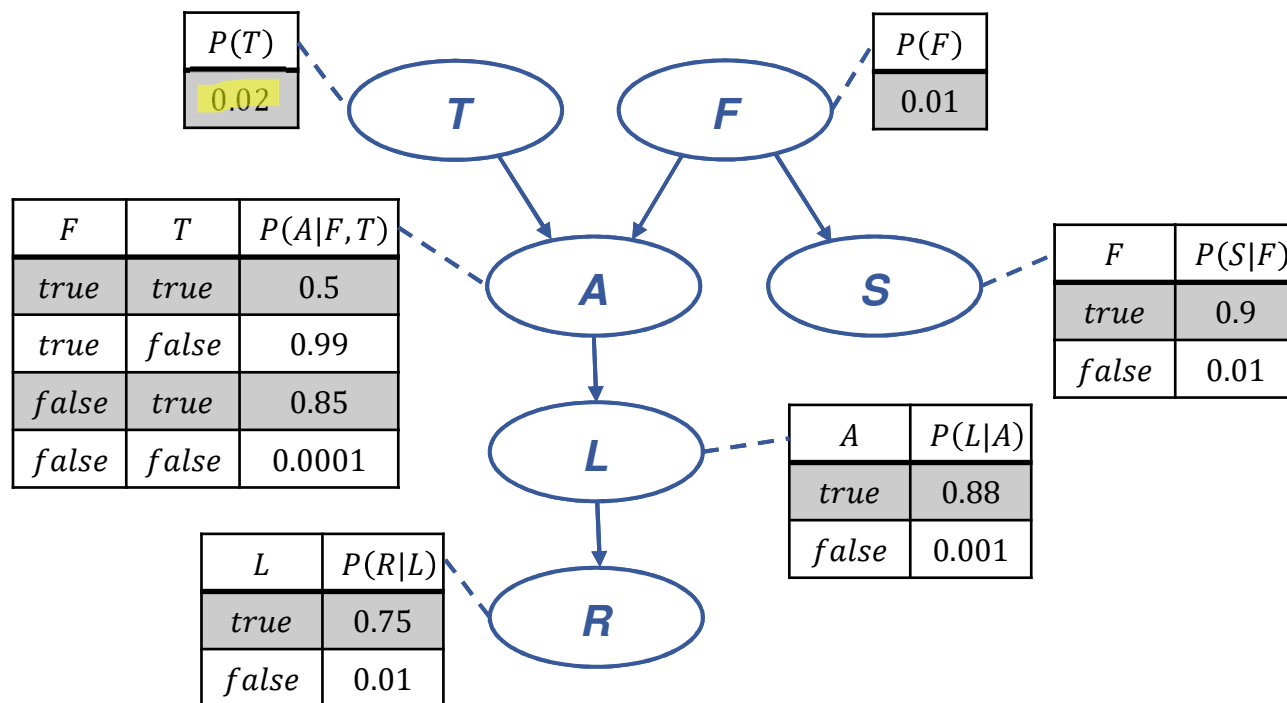 P(T)
0.02
T
F
P(F)
0.01
F T P(A|F,T)
true true 0.5
true false 0.99
false true 0.85
false false 0.0001
A
S
F P(S|F)
true 0.9
false 0.01
L
A P(L|A)
true 0.88
false 0.001
L P(R|L)
true 0.75
false 0.01
R